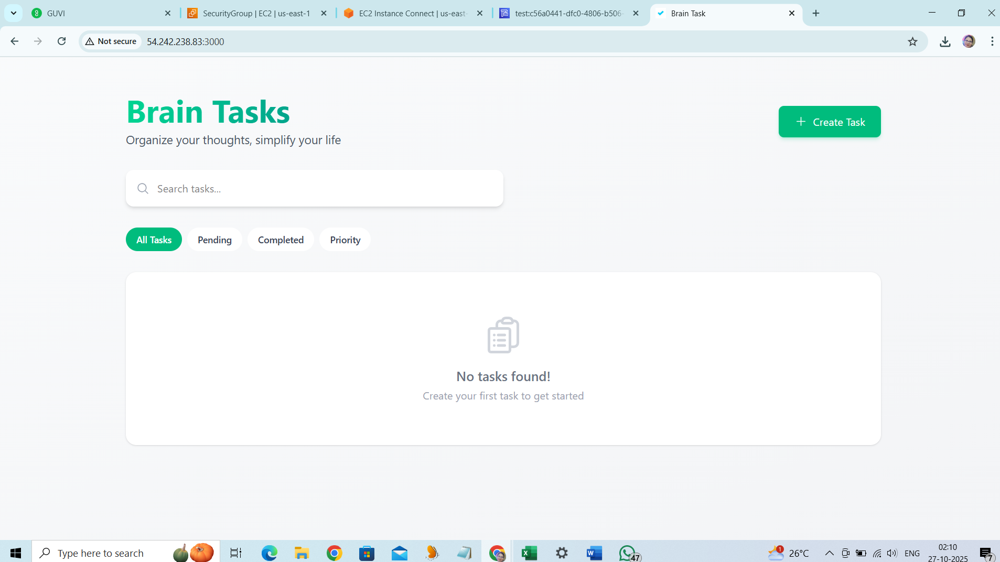 GUVI
SecurityGroup | EC2 | us-east-1
EC2 Instance Connect | us-east-
test:c56a0441-dfc0-4806-b506-
Brain Task
Not secure
54.242.238.83:3000
Brain Tasks
Organize your thoughts, simplify your life
Create Task
Search tasks...
All Tasks
Pending
Completed
Priority
No tasks found!
Create your first task to get started
Type here to search
47
1
26°C
ENG
02:10
27-10-2025
7